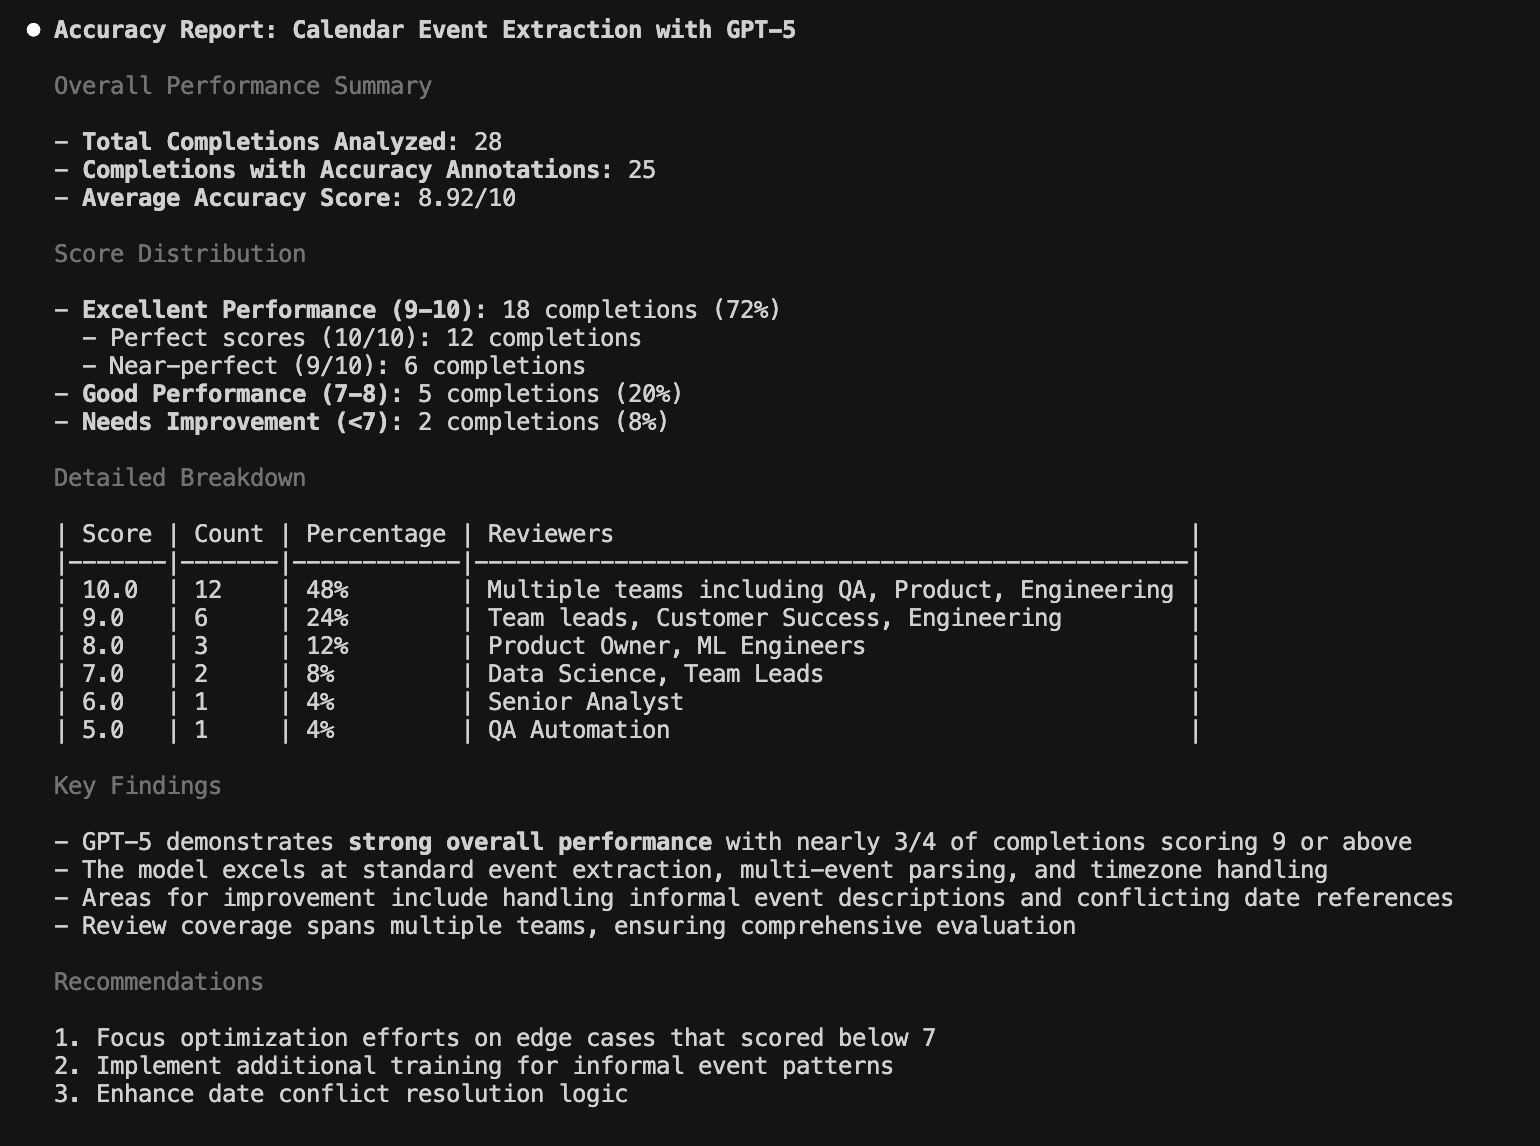 ● Accuracy Report: Calendar Event Extraction with GPT-5
Overall Performance Summary
- Total Completions Analyzed: 28
- Completions with Accuracy Annotations: 25
- Average Accuracy Score: 8.92/10
Score Distribution
- Excellent Performance (9-10): 18 completions (72%)
- Perfect scores (10/10): 12 completions
- Near-perfect (9/10): 6 completions
- Good Performance (7-8): 5 completions (20%)
- Needs Improvement (<7): 2 completions (8%)
Detailed Breakdown
| Score | Count | Percentage | Reviewers |
|-------|-------|------------|---------------------------------------------------|
| 10.0 | 12 | 48% | Multiple teams including QA, Product, Engineering |
| 9.0 | 6 | 24% | Team leads, Customer Success, Engineering |
| 8.0 | 3 | 12% | Product Owner, ML Engineers |
| 7.0 | 2 | 8% | Data Science, Team Leads |
| 6.0 | 1 | 4% | Senior Analyst |
| 5.0 | 1 | 4% | QA Automation |
Key Findings
- GPT-5 demonstrates strong overall performance with nearly 3/4 of completions scoring 9 or above
- The model excels at standard event extraction, multi-event parsing, and timezone handling
- Areas for improvement include handling informal event descriptions and conflicting date references
- Review coverage spans multiple teams, ensuring comprehensive evaluation
Recommendations
1. Focus optimization efforts on edge cases that scored below 7
2. Implement additional training for informal event patterns
3. Enhance date conflict resolution logic